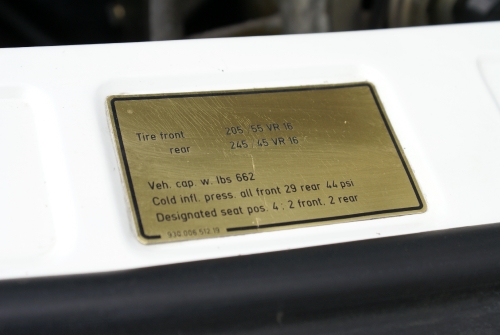 Tire front 205/55 VR 16
rear 245/45 VR 16
Veh. cap. w. lbs 662
Cold infl. press. all front 29 rear 44 psi
Designated seat pos. 4; 2 front. 2 rear
930.006.512.19